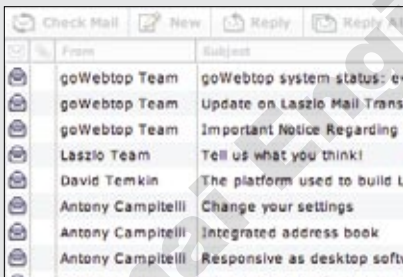 Check Mail New Reply Reply Al
From Subject
goWebtop Team goWebtop system status: e
goWebtop Team Update on Laszlo Mail Trans
goWebtop Team Important Notice Regarding
Laszlo Team Tell us what you think!
David Temkin The platform used to build L
Antony Campitelli Change your settings
Antony Campitelli Integrated address book
Antony Campitelli Responsive as desktop soft